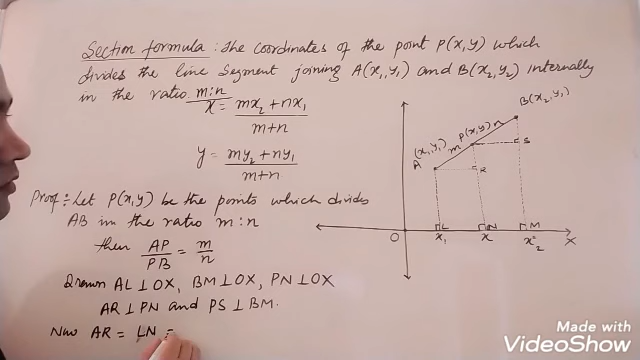 Section formula : The coordinates of the point P(x,y) which
divides the line segment joining A(x₁,y₁) and B(x₂,y₂) internally
in the ratio m:n
x = mx₂ + nx₁
m+n
y = my₂ + ny₁
m+n
Proof :- Let P(x,y) be the points which divides
AB in the ratio m:n
then AP/PB = m/n
Drawn AL ⊥ OX, BM ⊥ OX, PN ⊥ OX
AR ⊥ PN and PS ⊥ BM.
Now AR = LN =
B(x₂,y₂)
P(x,y) n
m
A (x₁,y₁)
S
R
L N M
O x₁ x x₂ X
Made with
VideoShow